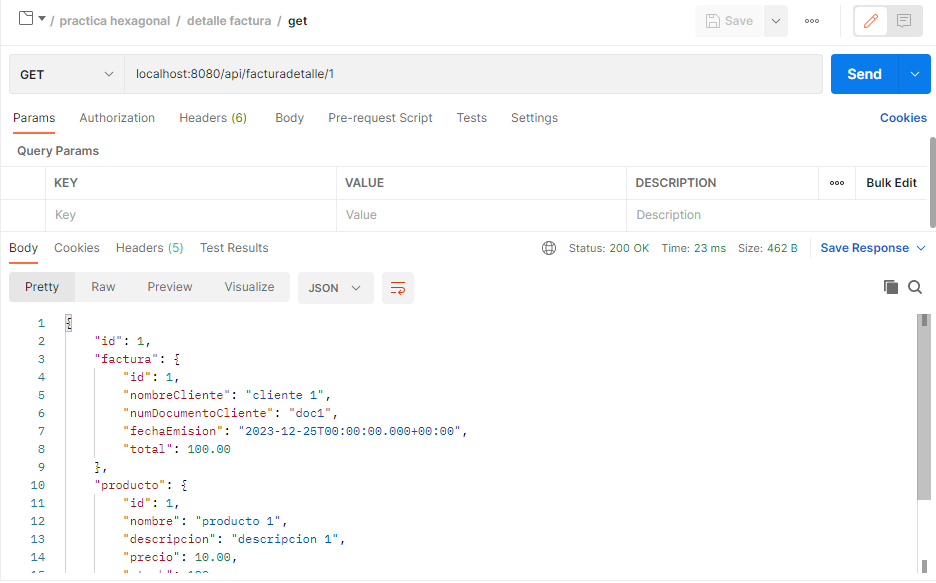 / practica hexagonal / detalle factura / get
Save
GET
localhost:8080/api/facturadetalle/1
Send
Params Authorization Headers (6) Body Pre-request Script Tests Settings Cookies
Query Params
KEY VALUE DESCRIPTION ooo Bulk Edit
Key Value Description
Body Cookies Headers (5) Test Results Status: 200 OK Time: 23 ms Size: 462 B Save Response
Pretty Raw Preview Visualize JSON
1 {
2 "id": 1,
3 "factura": {
4 "id": 1,
5 "nombreCliente": "cliente 1",
6 "numDocumentoCliente": "doc1",
7 "fechaEmision": "2023-12-25T00:00:00.000+00:00",
8 "total": 100.00
9 },
10 "producto": {
11 "id": 1,
12 "nombre": "producto 1",
13 "descripcion": "descripcion 1",
14 "precio": 10.00,